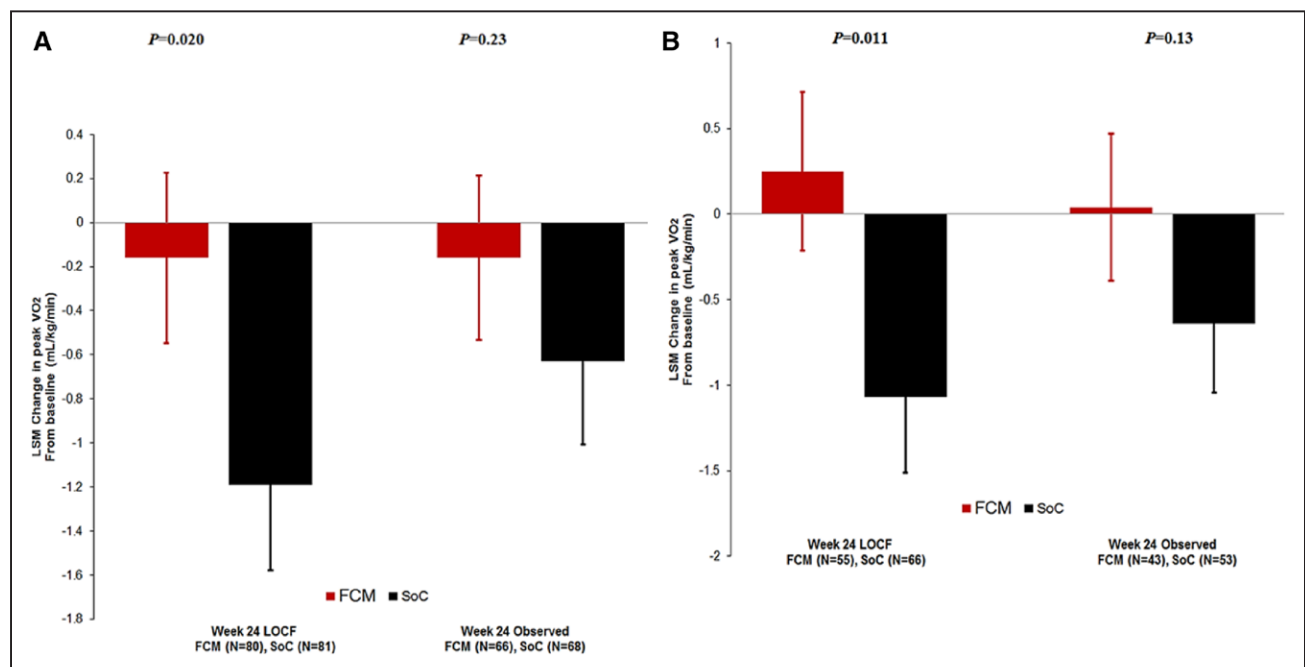 A
P=0.020
P=0.23
LSM Change in peak VO2
From baseline (mL/kg/min)
0.4
0.2
0
-0.2
-0.4
-0.6
-0.8
-1
-1.2
-1.4
-1.6
-1.8
FCM
SoC
Week 24 LOCF
FCM (N=80), SoC (N=81)
Week 24 Observed
FCM (N=66), SoC (N=68)
B
P=0.011
P=0.13
LSM Change in peak VO2
From baseline (mL/kg/min)
1
0.5
0
-0.5
-1
-1.5
-2
FCM
SoC
Week 24 LOCF
FCM (N=55), SoC (N=66)
Week 24 Observed
FCM (N=43), SoC (N=53)